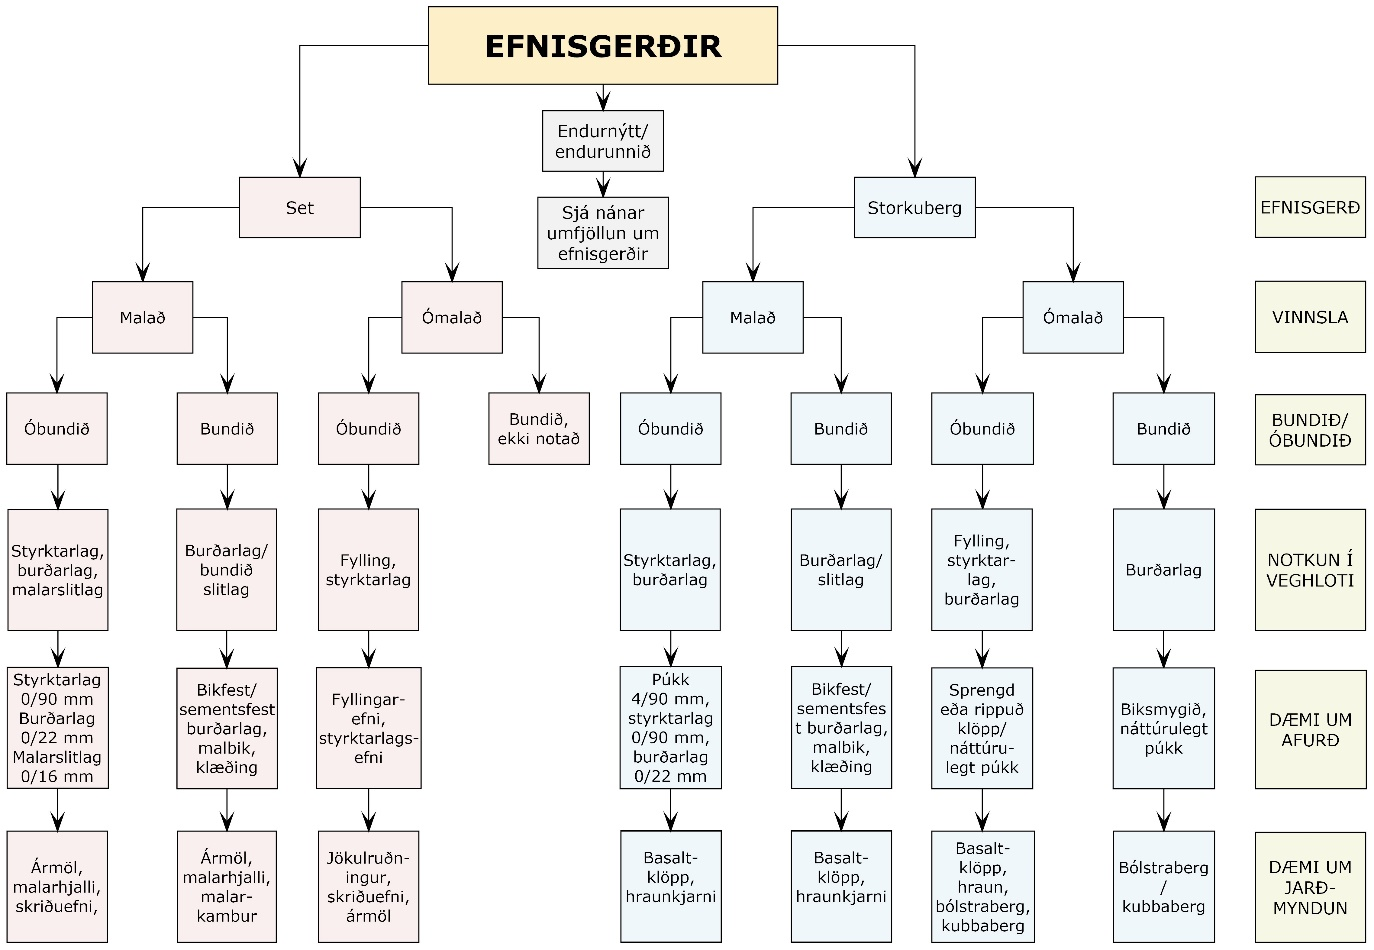 EFNISGERÐIR
Endurnýtt/
endurunnið
Sjá nánar
umfjöllun um
efnisgerðir
Set
Storkuberg
EFNISGERÐ
Malað
Ómalað
Malað
Ómalað
VINNSLA
Óbundið
Bundið
Óbundið
Bundið,
ekki notað
Óbundið
Bundið
Óbundið
Bundið
BUNDIÐ/
ÓBUNDIÐ
Styrktarlag,
burðarlag,
malarslitlag
Burðarlag/
bundið
slitlag
Fylling,
styrktarlag
Styrktarlag,
burðarlag
Burðarlag/
slitlag
Fylling,
styrktar-
lag,
burðarlag
Burðarlag
NOTKUN Í
VEGHLOTI
Styrktarlag
0/90 mm
Burðarlag
0/22 mm
Malarslitlag
0/16 mm
Bikfest/
sementsfest
burðarlag,
malbik,
klæðing
Fyllingar-
efni,
styrktarlags-
efni
Púkk
4/90 mm,
styrktarlag
0/90 mm,
burðarlag
0/22 mm
Bikfest/
sementsfes
t burðarlag,
malbik,
klæðing
Sprengd
eða rippuð
klöpp/
náttúru-
legt púkk
Biksmygið,
náttúrulegt
púkk
DÆMI UM
AFURÐ
Ármöl,
malarhjalli,
skriðuefni,
Ármöl,
malarhjalli,
malar-
kambur
Jökulruðn-
ingur,
skriðuefni,
ármöl
Basalt-
klöpp,
hraunkjarni
Basalt-
klöpp,
hraunkjarni
Basalt-
klöpp,
hraun,
bólstraberg,
kubbaberg
Bólstraberg
/
kubbaberg
DÆMI UM
JARÐ-
MYNDUN